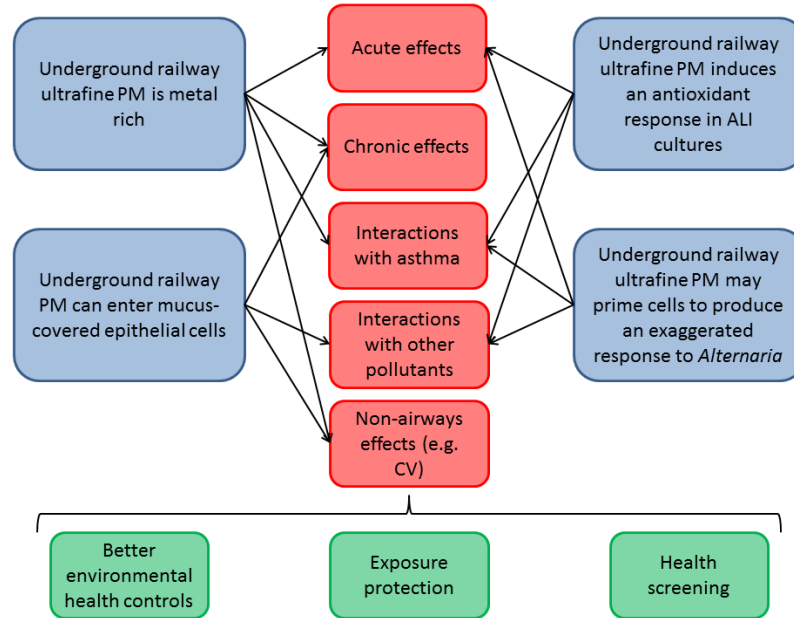 Underground railway
ultrafine PM is metal
rich
Underground railway
PM can enter mucus-
covered epithelial cells
Acute effects
Chronic effects
Interactions
with asthma
Interactions
with other
pollutants
Non-airways
effects (e.g.
CV)
Underground railway
ultrafine PM induces
an antioxidant
response in ALI
cultures
Underground railway
ultrafine PM may
prime cells to produce
an exaggerated
response to Alternaria
Better
environmental
health controls
Exposure
protection
Health
screening